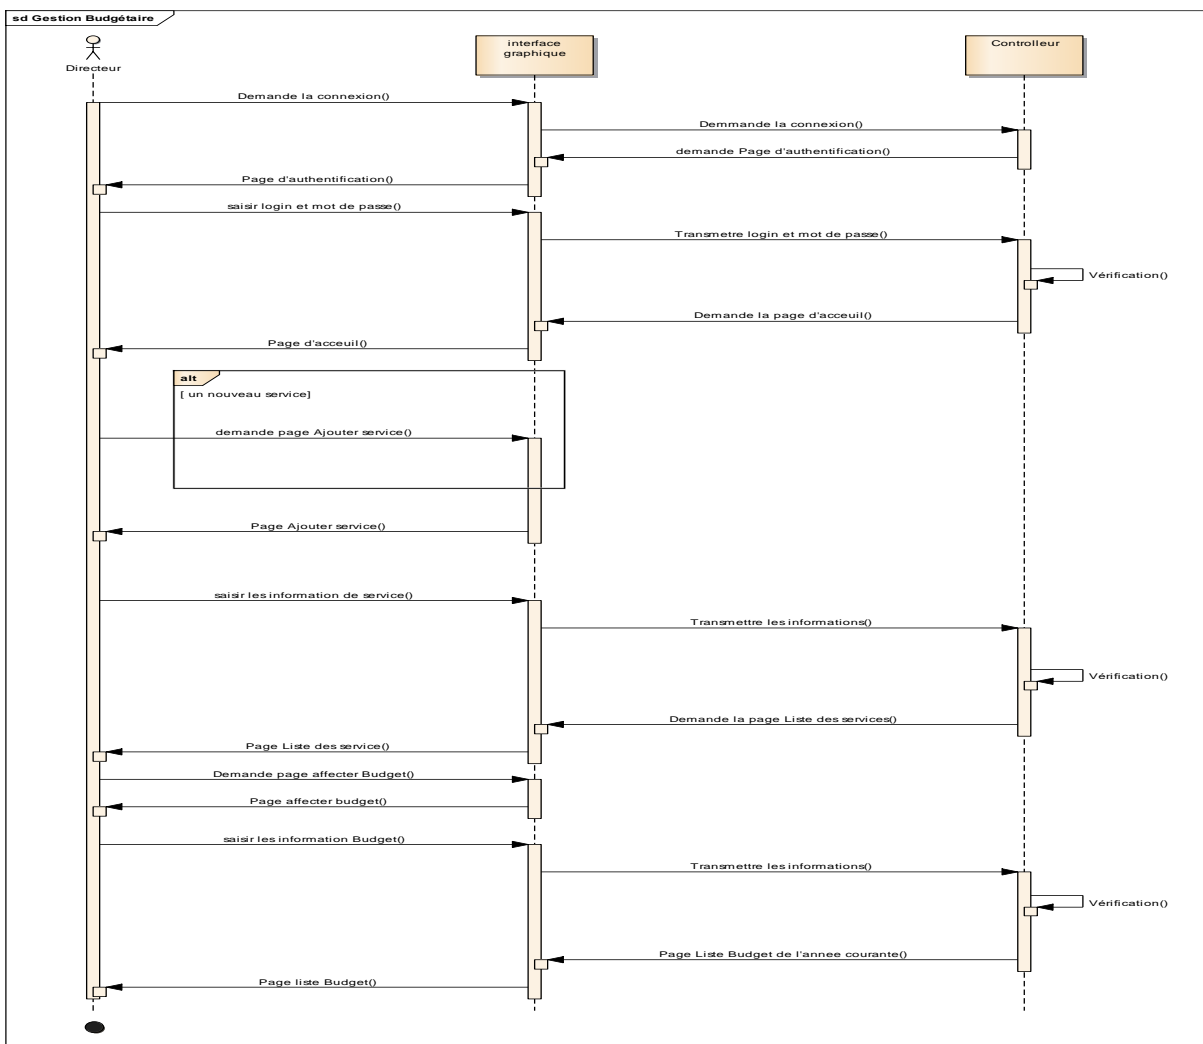 sd Gestion Budgétaire
Directeur
interface
graphique
Controlleur
Demande la connexion()
Demmande la connexion()
demande Page d'authentification()
Page d'authentification()
saisir login et mot de passe()
Transmetre login et mot de passe()
Vérification()
Demande la page d'acceuil()
Page d'acceuil()
alt
[ un nouveau service]
demande page Ajouter service()
Page Ajouter service()
saisir les information de service()
Transmettre les informations()
Vérification()
Demande la page Liste des services()
Page Liste des service()
Demande page affecter Budget()
Page affecter budget()
saisir les information Budget()
Transmettre les informations()
Vérification()
Page Liste Budget de l'annee courante()
Page liste Budget()